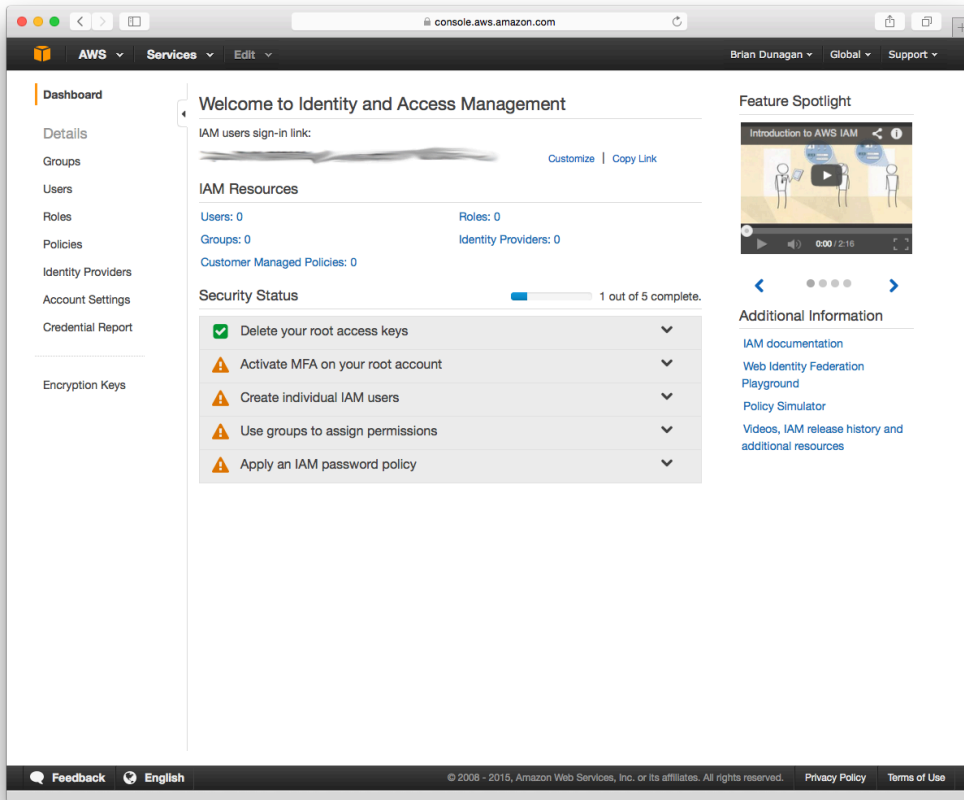 console.aws.amazon.com
AWS Services Edit Brian Dunagan Global Support
Dashboard
Details
Groups
Users
Roles
Policies
Identity Providers
Account Settings
Credential Report
Encryption Keys
Welcome to Identity and Access Management
IAM users sign-in link:
Customize | Copy Link
IAM Resources
Users: 0 Roles: 0
Groups: 0 Identity Providers: 0
Customer Managed Policies: 0
Security Status 1 out of 5 complete.
Delete your root access keys
Activate MFA on your root account
Create individual IAM users
Use groups to assign permissions
Apply an IAM password policy
Feature Spotlight
Introduction to AWS IAM
0:00 / 2:16
Additional Information
IAM documentation
Web Identity Federation
Playground
Policy Simulator
Videos, IAM release history and
additional resources
Feedback English © 2008 - 2015, Amazon Web Services, Inc. or its affiliates. All rights reserved. Privacy Policy Terms of Use